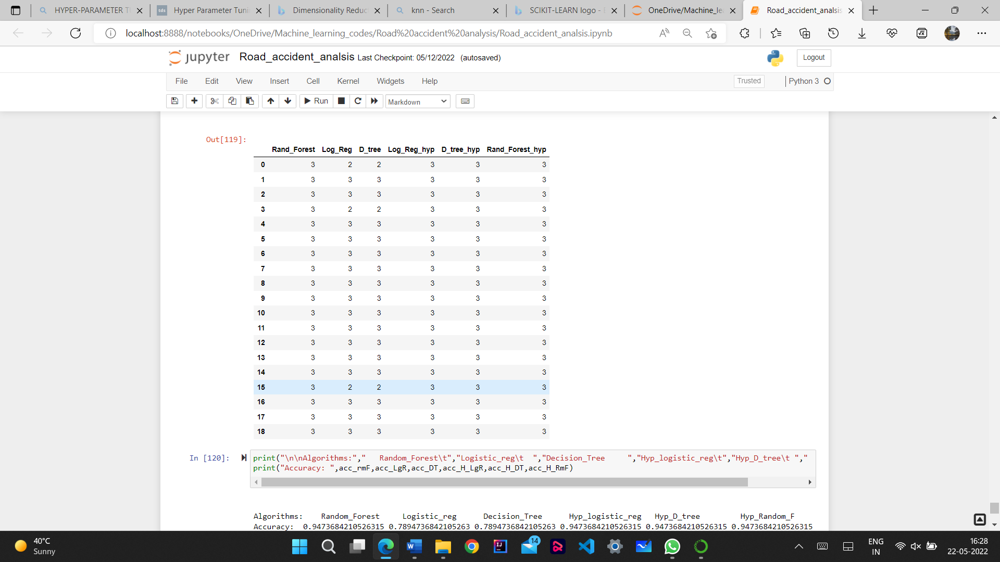 HYPER-PARAMETER T
tds Hyper Parameter Tuni
Dimensionality Reduc
knn - Search
SCIKIT-LEARN logo -
OneDrive/Machine_le
Road_accident_analsis
localhost:8888/notebooks/OneDrive/Machine_learning_codes/Road%20accident%20analysis/Road_accident_analsis.ipynb
jupyter Road_accident_analsis Last Checkpoint: 05/12/2022 (autosaved)
Logout
File Edit View Insert Cell Kernel Widgets Help
Trusted
Python 3
Run
Markdown
Out[119]:
Rand_Forest Log_Reg D_tree Log_Reg_hyp D_tree_hyp Rand_Forest_hyp
0 3 2 2 3 3 3
1 3 3 3 3 3 3
2 3 3 3 3 3 3
3 3 2 2 3 3 3
4 3 3 3 3 3 3
5 3 3 3 3 3 3
6 3 3 3 3 3 3
7 3 3 3 3 3 3
8 3 3 3 3 3 3
9 3 3 3 3 3 3
10 3 3 3 3 3 3
11 3 3 3 3 3 3
12 3 3 3 3 3 3
13 3 3 3 3 3 3
14 3 3 3 3 3 3
15 3 2 2 3 3 3
16 3 3 3 3 3 3
17 3 3 3 3 3 3
18 3 3 3 3 3 3
In [120]:
print("\n\nAlgorithms:","   Random_Forest\t","Logistic_reg\t  ","Decision_Tree     ","Hyp_logistic_reg\t","Hyp_D_tree\t ","
print("Accuracy: ",acc_rmF,acc_LgR,acc_DT,acc_H_LgR,acc_H_DT,acc_H_RmF)
Algorithms: Random_Forest Logistic_reg Decision_Tree Hyp_logistic_reg Hyp_D_tree Hyp_Random_F
Accuracy: 0.9473684210526315 0.7894736842105263 0.7894736842105263 0.9473684210526315 0.9473684210526315 0.9473684210526315
40°C
Sunny
14
ENG
IN
16:28
22-05-2022